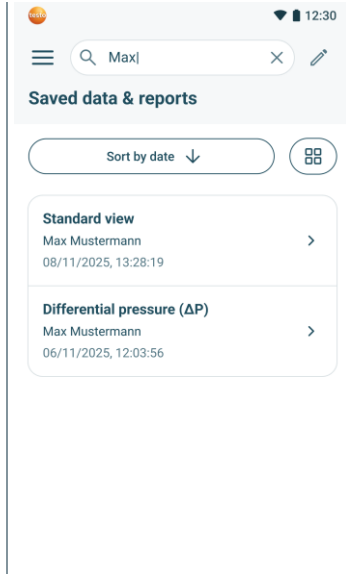 testo
12:30
Max
Saved data & reports
Sort by date ↓
Standard view
Max Mustermann
08/11/2025, 13:28:19
Differential pressure (ΔP)
Max Mustermann
06/11/2025, 12:03:56